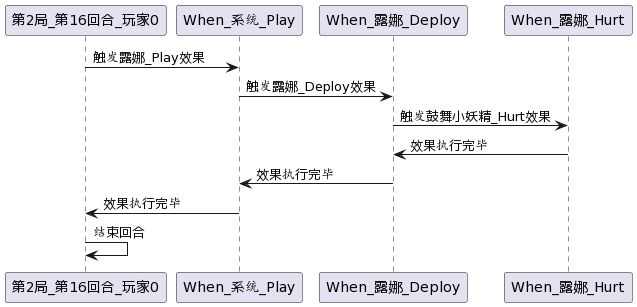 第2局_第16回合_玩家0 When_系统_Play When_露娜_Deploy When_露娜_Hurt
触发露娜_Play效果
触发露娜_Deploy效果
触发鼓舞小妖精_Hurt效果
效果执行完毕
效果执行完毕
效果执行完毕
结束回合
第2局_第16回合_玩家0 When_系统_Play When_露娜_Deploy When_露娜_Hurt